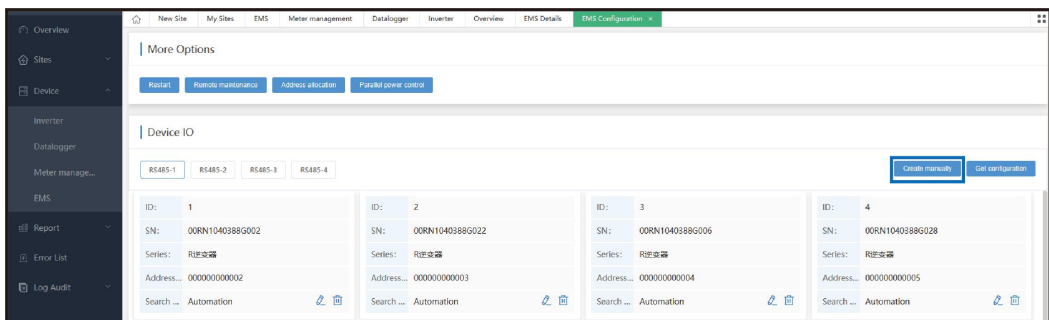 Overview
Sites
Device
Inverter
Datalogger
Meter manage...
EMS
Report
Error List
Log Audit
New Site My Sites EMS Meter management Datalogger Inverter Overview EMS Details EMS Configuration ×
More Options
Restart Remote maintenance Address allocation Parallel power control
Device IO
RS485-1 RS485-2 RS485-3 RS485-4 Create manually Get configuration
ID: 1 ID: 2 ID: 3 ID: 4
SN: 00RN1040388G002 SN: 00RN1040388G022 SN: 00RN1040388G006 SN: 00RN1040388G028
Series: R逆变器 Series: R逆变器 Series: R逆变器 Series: R逆变器
Address... 000000000002 Address... 000000000003 Address... 000000000004 Address... 000000000005
Search ... Automation Search ... Automation Search ... Automation Search ... Automation